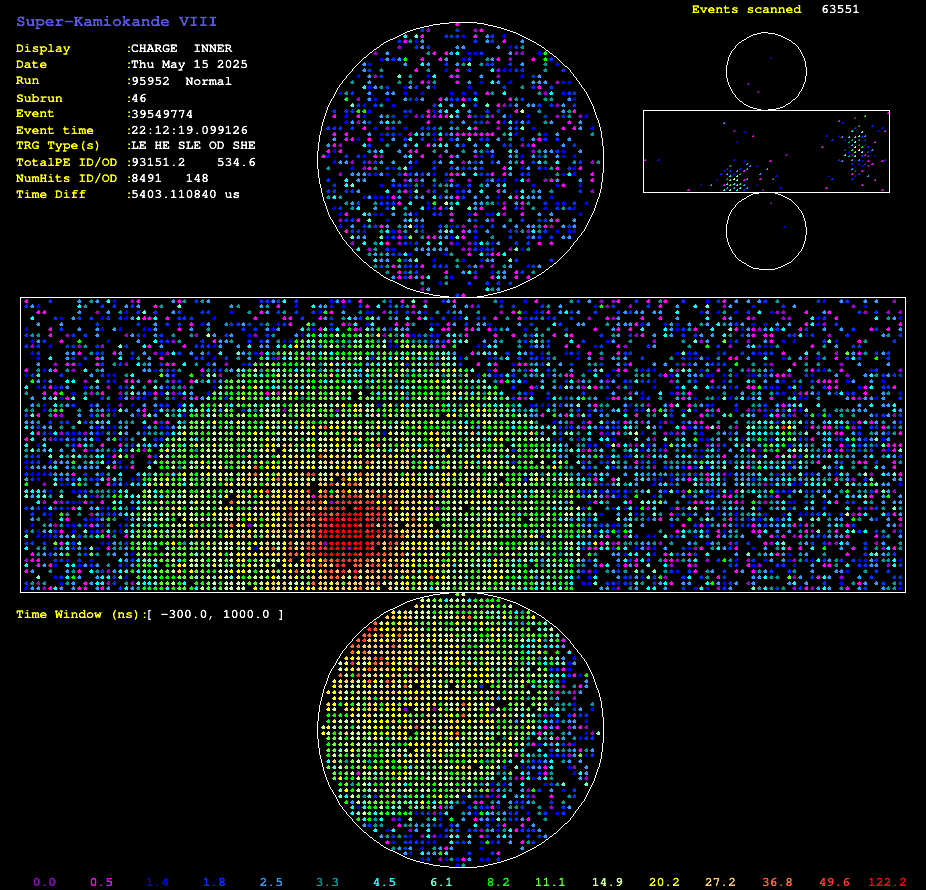 Super-Kamiokande VIII
Events scanned 63551
Display :CHARGE INNER
Date :Thu May 15 2025
Run :95952 Normal
Subrun :46
Event :39549774
Event time :22:12:19.099126
TRG Type(s) :LE HE SLE OD SHE
TotalPE ID/OD :93151.2 534.6
NumHits ID/OD :8491 148
Time Diff :5403.110840 us
Time Window (ns):[ -300.0, 1000.0 ]
0.0 0.5 1.4 1.8 2.5 3.3 4.5 6.1 8.2 11.1 14.9 20.2 27.2 36.8 49.6 122.2